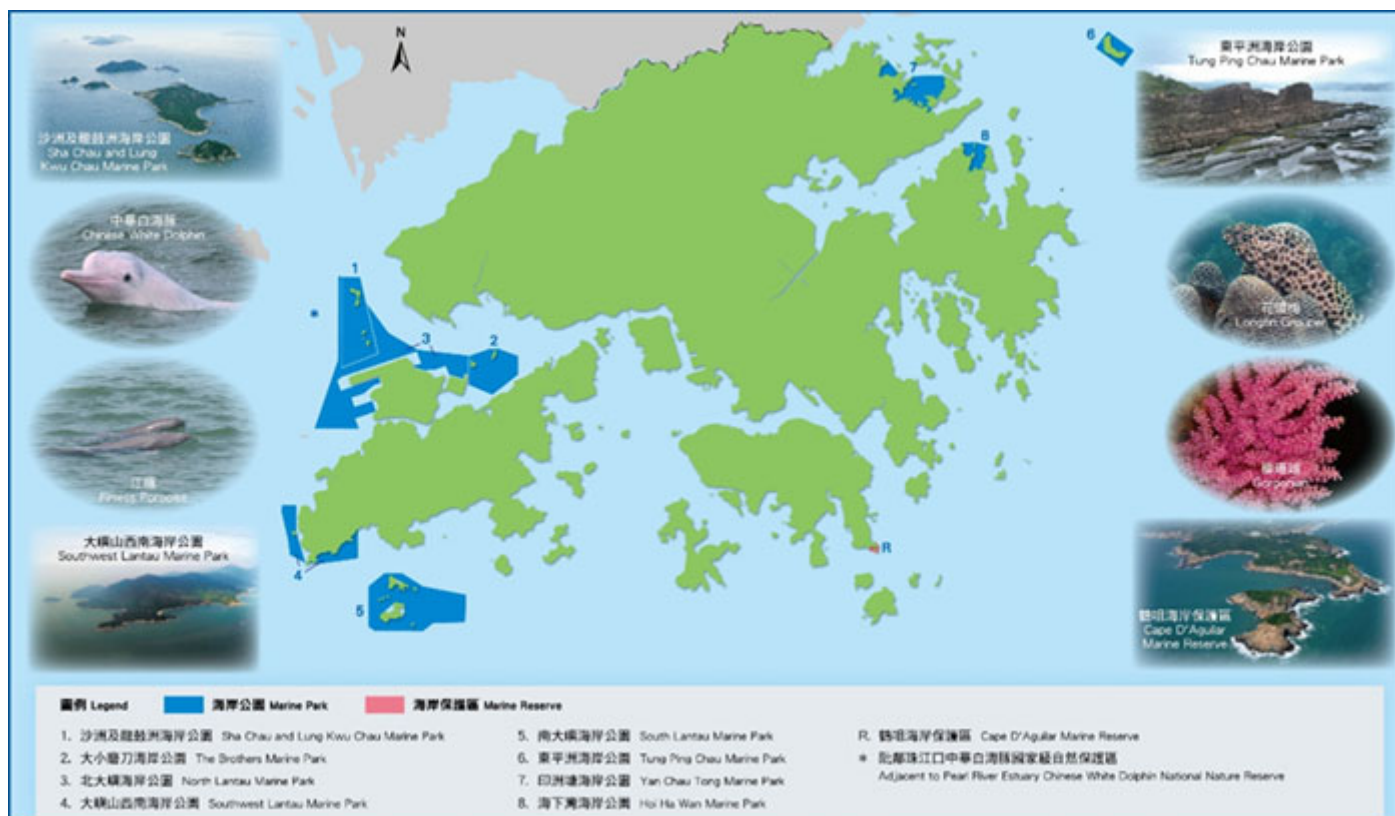 N
沙洲及龍鼓洲海岸公園
Sha Chau and Lung
Kwu Chau Marine Park
中華白海豚
Chinese White Dolphin
江豚
Finless Porpoise
大嶼山西南海岸公園
Southwest Lantau Marine Park
1
*
3
2
4
5
6
7
8
R
東平洲海岸公園
Tung Ping Chau Marine Park
Longfin Grouper
Gorgonian
鶴咀海岸保護區
Cape D'Aguilar
Marine Reserve
圖例 Legend
海岸公園 Marine Park
海岸保護區 Marine Reserve
1. 沙洲及龍鼓洲海岸公園 Sha Chau and Lung Kwu Chau Marine Park
2. 大小磨刀海岸公園 The Brothers Marine Park
3. 北大嶼海岸公園 North Lantau Marine Park
4. 大嶼山西南海岸公園 Southwest Lantau Marine Park
5. 南大嶼海岸公園 South Lantau Marine Park
6. 東平洲海岸公園 Tung Ping Chau Marine Park
7. 印洲塘海岸公園 Yan Chau Tong Marine Park
8. 海下灣海岸公園 Hoi Ha Wan Marine Park
R. 鶴咀海岸保護區 Cape D'Aguilar Marine Reserve
* 毗鄰珠江口中華白海豚國家級自然保護區
Adjacent to Pearl River Estuary Chinese White Dolphin National Nature Reserve